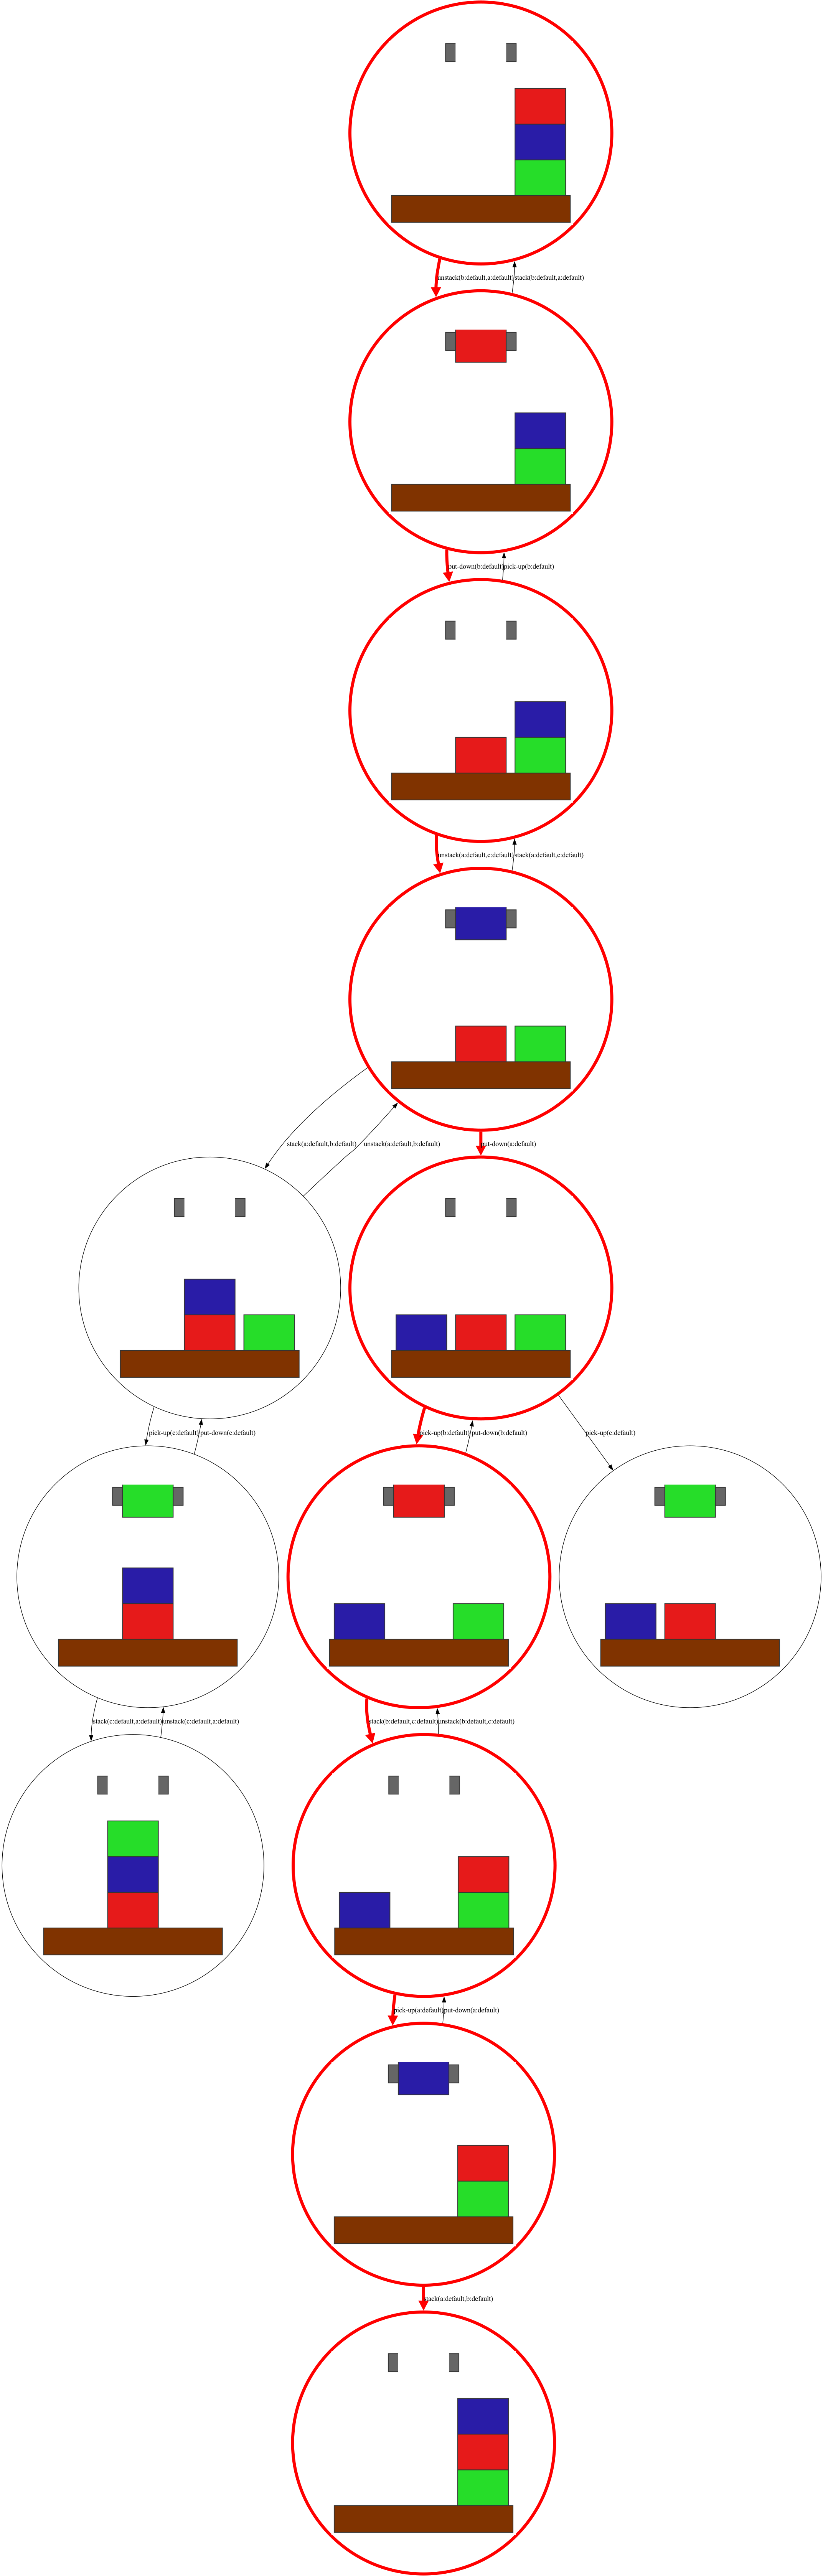 unstack(b:default,a:default) stack(b:default,a:default)
put-down(b:default) pick-up(b:default)
unstack(a:default,c:default) stack(a:default,c:default)
stack(a:default,b:default) unstack(a:default,b:default) put-down(a:default)
pick-up(c:default) put-down(c:default) pick-up(b:default) put-down(b:default) pick-up(c:default)
stack(c:default,a:default) unstack(c:default,a:default) stack(b:default,c:default) unstack(b:default,c:default)
pick-up(a:default) put-down(a:default)
stack(a:default,b:default)